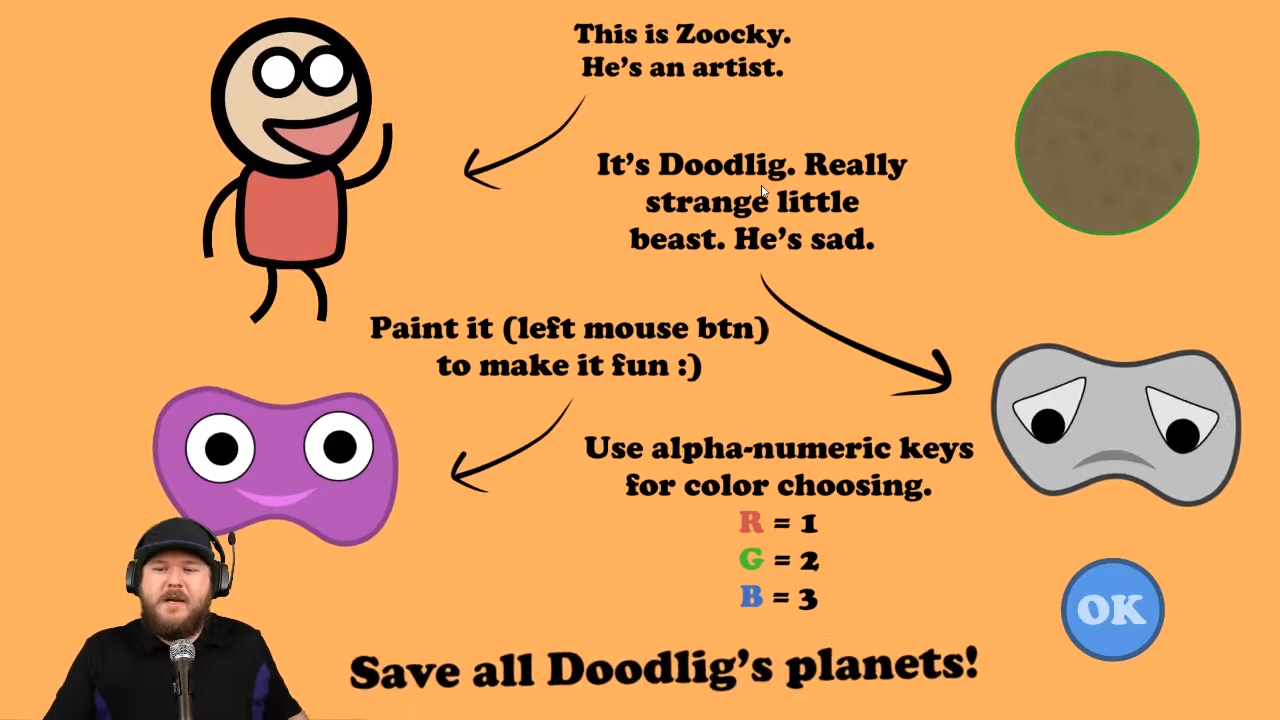 This is Zoocky.
He's an artist.
It's Doodlig. Really
strange little
beast. He's sad.
Paint it (left mouse btn)
to make it fun :)
Use alpha-numeric keys
for color choosing.
R = 1
G = 2
B = 3
OK
Save all Doodlig's planets!